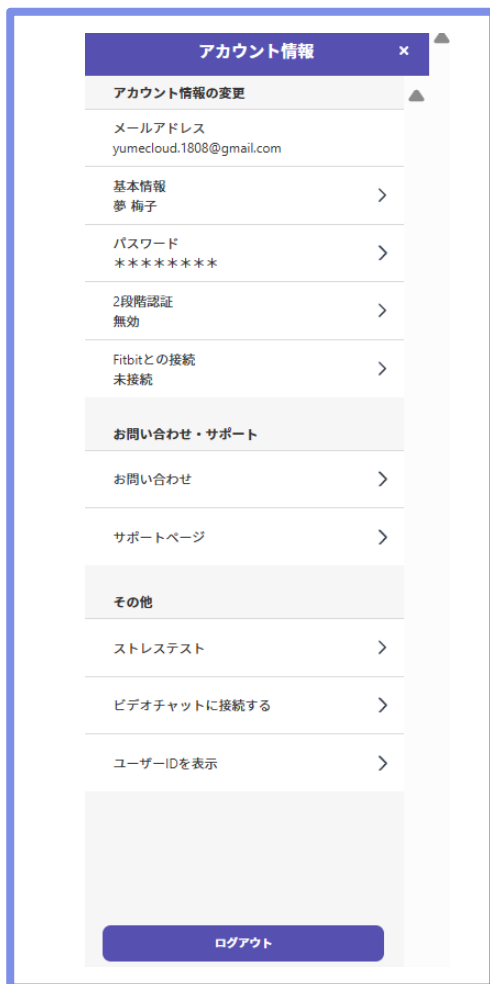 アカウント情報 ×
アカウント情報の変更
メールアドレス
yumecloud.1808@gmail.com
基本情報
夢 梅子
パスワード
＊＊＊＊＊＊＊＊
2段階認証
無効
Fitbitとの接続
未接続
お問い合わせ・サポート
お問い合わせ
サポートページ
その他
ストレステスト
ビデオチャットに接続する
ユーザーIDを表示
ログアウト